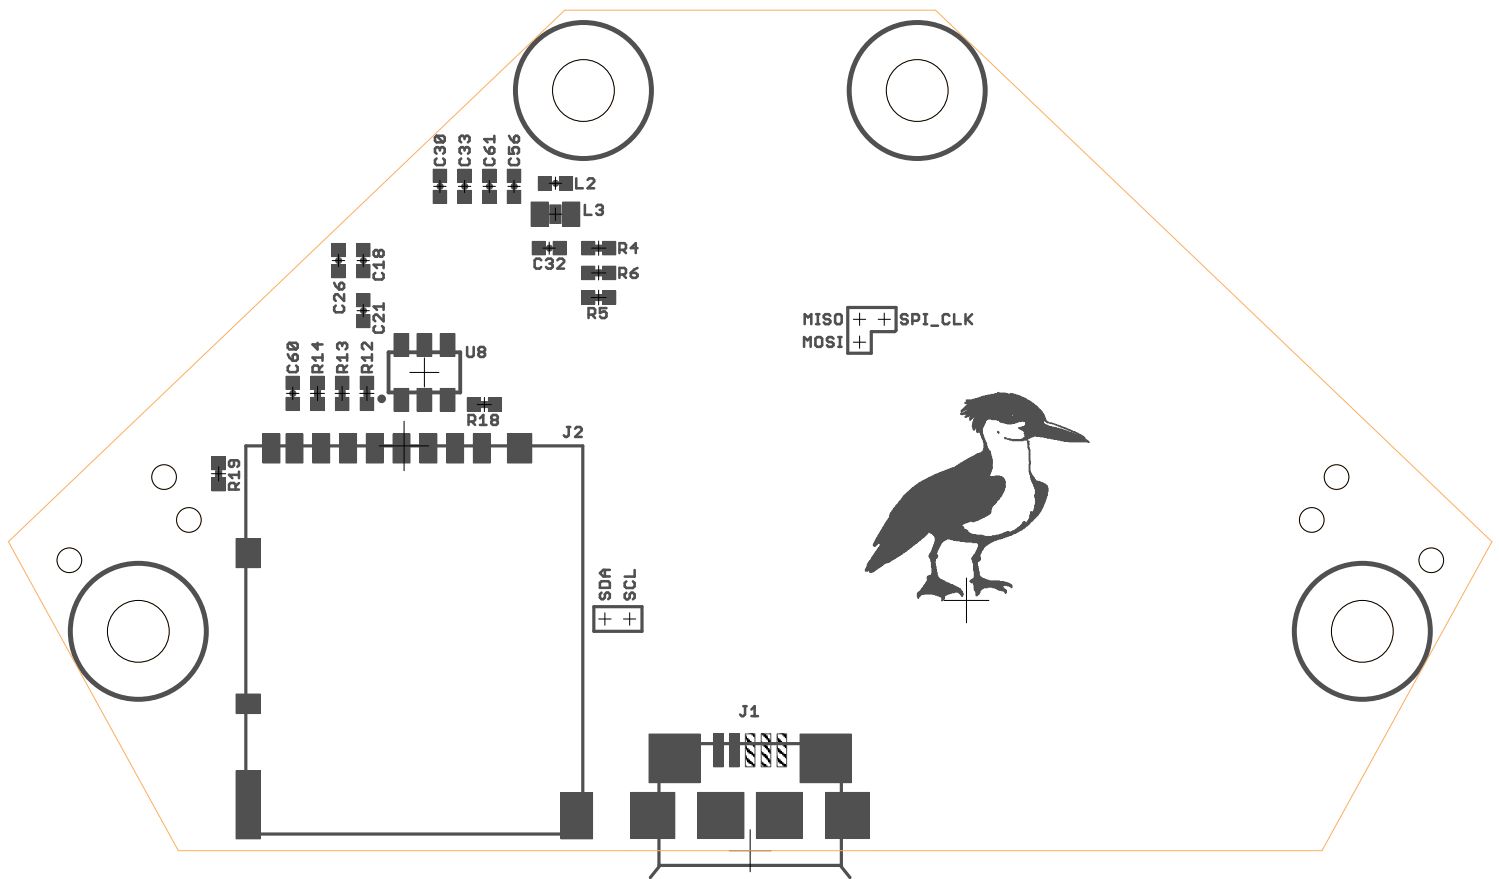 C30
C33
C61
C56
L2
L3
C32
R4
R6
R5
C18
C26
C21
MISO
SPI_CLK
MOSI
C60
R14
R13
R12
U8
R18
J2
R19
SDA
SCL
J1